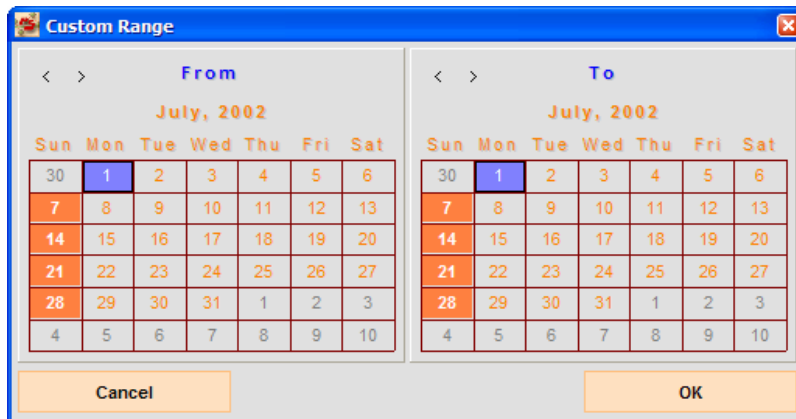 Custom Range
< > From
July, 2002
Sun Mon Tue Wed Thu Fri Sat
30 1 2 3 4 5 6
7 8 9 10 11 12 13
14 15 16 17 18 19 20
21 22 23 24 25 26 27
28 29 30 31 1 2 3
4 5 6 7 8 9 10
< > To
July, 2002
Sun Mon Tue Wed Thu Fri Sat
30 1 2 3 4 5 6
7 8 9 10 11 12 13
14 15 16 17 18 19 20
21 22 23 24 25 26 27
28 29 30 31 1 2 3
4 5 6 7 8 9 10
Cancel
OK